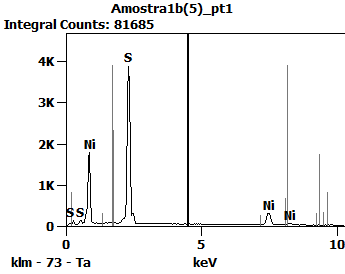 Amostra1b(5)_pt1
Integral Counts: 81685
4K
3K
2K
1K
0
S S Ni S Ni Ni
0 5 10
klm - 73 - Ta keV